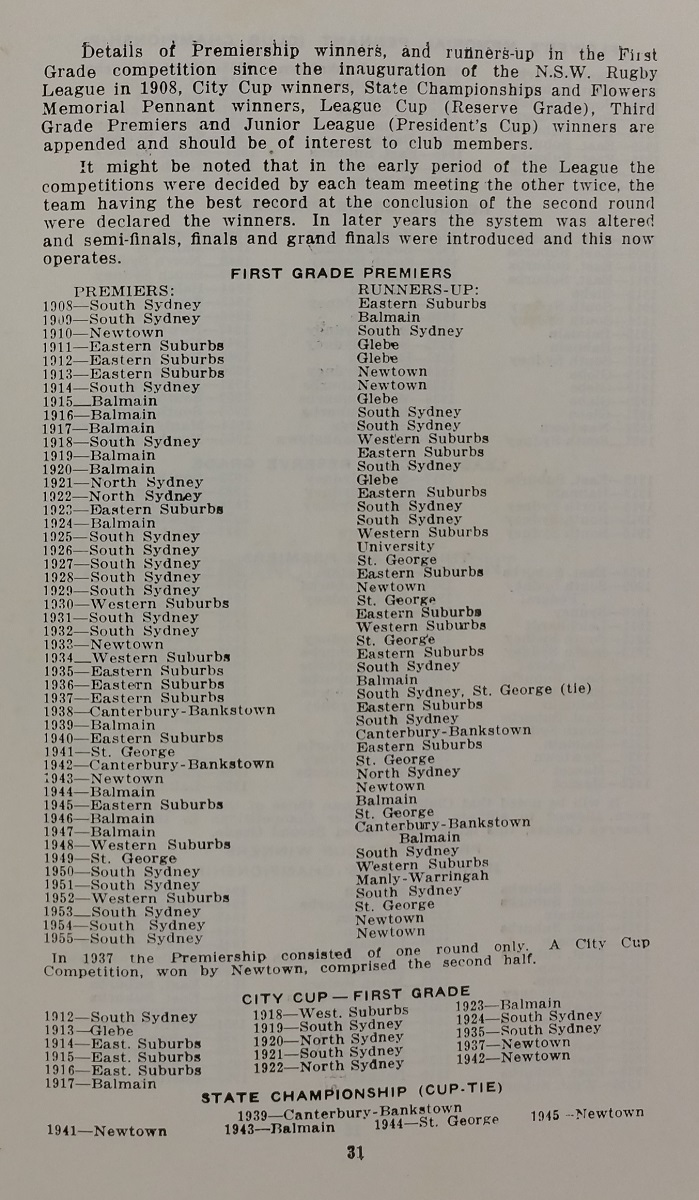 Details of Premiership winners, and runners-up in the First
Grade competition since the inauguration of the N.S.W. Rugby
League in 1908, City Cup winners, State Championships and Flowers
Memorial Pennant winners, League Cup (Reserve Grade), Third
Grade Premiers and Junior League (President's Cup) winners are
appended and should be of interest to club members.
It might be noted that in the early period of the League the
competitions were decided by each team meeting the other twice, the
team having the best record at the conclusion of the second round
were declared the winners. In later years the system was altered
and semi-finals, finals and grand finals were introduced and this now
operates.
FIRST GRADE PREMIERS
PREMIERS: RUNNERS-UP:
1908—South Sydney Eastern Suburbs
1909—South Sydney Balmain
1910—Newtown South Sydney
1911—Eastern Suburbs Glebe
1912—Eastern Suburbs Glebe
1913—Eastern Suburbs Newtown
1914—South Sydney Newtown
1915—Balmain Glebe
1916—Balmain South Sydney
1917—Balmain South Sydney
1918—South Sydney Western Suburbs
1919—Balmain Eastern Suburbs
1920—Balmain South Sydney
1921—North Sydney Glebe
1922—North Sydney Eastern Suburbs
1923—Eastern Suburbs South Sydney
1924—Balmain South Sydney
1925—South Sydney Western Suburbs
1926—South Sydney University
1927—South Sydney St. George
1928—South Sydney Eastern Suburbs
1929—South Sydney Newtown
1930—Western Suburbs St. George
1931—South Sydney Eastern Suburbs
1932—South Sydney Western Suburbs
1933—Newtown St. George
1934—Western Suburbs Eastern Suburbs
1935—Eastern Suburbs South Sydney
1936—Eastern Suburbs Balmain
1937—Eastern Suburbs South Sydney, St. George (tie)
1938—Canterbury-Bankstown Eastern Suburbs
1939—Balmain South Sydney
1940—Eastern Suburbs Canterbury-Bankstown
1941—St. George Eastern Suburbs
1942—Canterbury-Bankstown St. George
1943—Newtown North Sydney
1944—Balmain Newtown
1945—Eastern Suburbs Balmain
1946—Balmain St. George
1947—Balmain Canterbury-Bankstown
1948—Western Suburbs Balmain
1949—St. George South Sydney
1950—South Sydney Western Suburbs
1951—South Sydney Manly-Warringah
1952—Western Suburbs South Sydney
1953—South Sydney St. George
1954—South Sydney Newtown
1955—South Sydney Newtown
In 1937 the Premiership consisted of one round only. A City Cup
Competition, won by Newtown, comprised the second half.
CITY CUP — FIRST GRADE
1912—South Sydney 1918—West. Suburbs 1923—Balmain
1913—Glebe 1919—South Sydney 1924—South Sydney
1914—East. Suburbs 1920—North Sydney 1935—South Sydney
1915—East. Suburbs 1921—South Sydney 1937—Newtown
1916—East. Suburbs 1922—North Sydney 1942—Newtown
1917—Balmain
STATE CHAMPIONSHIP (CUP-TIE)
1939—Canterbury-Bankstown
1941—Newtown 1943—Balmain 1944—St. George 1945—Newtown
31